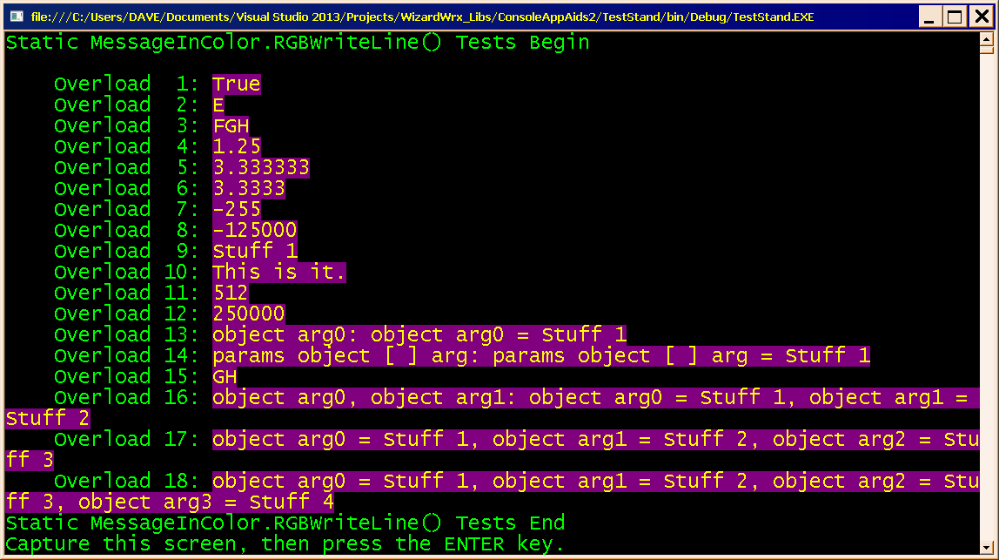 file:///C:/Users/DAVE/Documents/Visual Studio 2013/Projects/WizardWrx_Libs/ConsoleAppAids2/TestStand/bin/Debug/TestStand.EXE
Static MessageInColor.RGBWriteLine() Tests Begin
Overload  1: True
Overload  2: E
Overload  3: FGH
Overload  4: 1.25
Overload  5: 3.333333
Overload  6: 3.3333
Overload  7: -255
Overload  8: -125000
Overload  9: Stuff 1
Overload 10: This is it.
Overload 11: 512
Overload 12: 250000
Overload 13: object arg0: object arg0 = Stuff 1
Overload 14: params object [ ] arg: params object [ ] arg = Stuff 1
Overload 15: GH
Overload 16: object arg0, object arg1: object arg0 = Stuff 1, object arg1 =
Stuff 2
Overload 17: object arg0 = Stuff 1, object arg1 = Stuff 2, object arg2 = Stu
ff 3
Overload 18: object arg0 = Stuff 1, object arg1 = Stuff 2, object arg2 = Stu
ff 3, object arg3 = Stuff 4
Static MessageInColor.RGBWriteLine() Tests End
Capture this screen, then press the ENTER key.